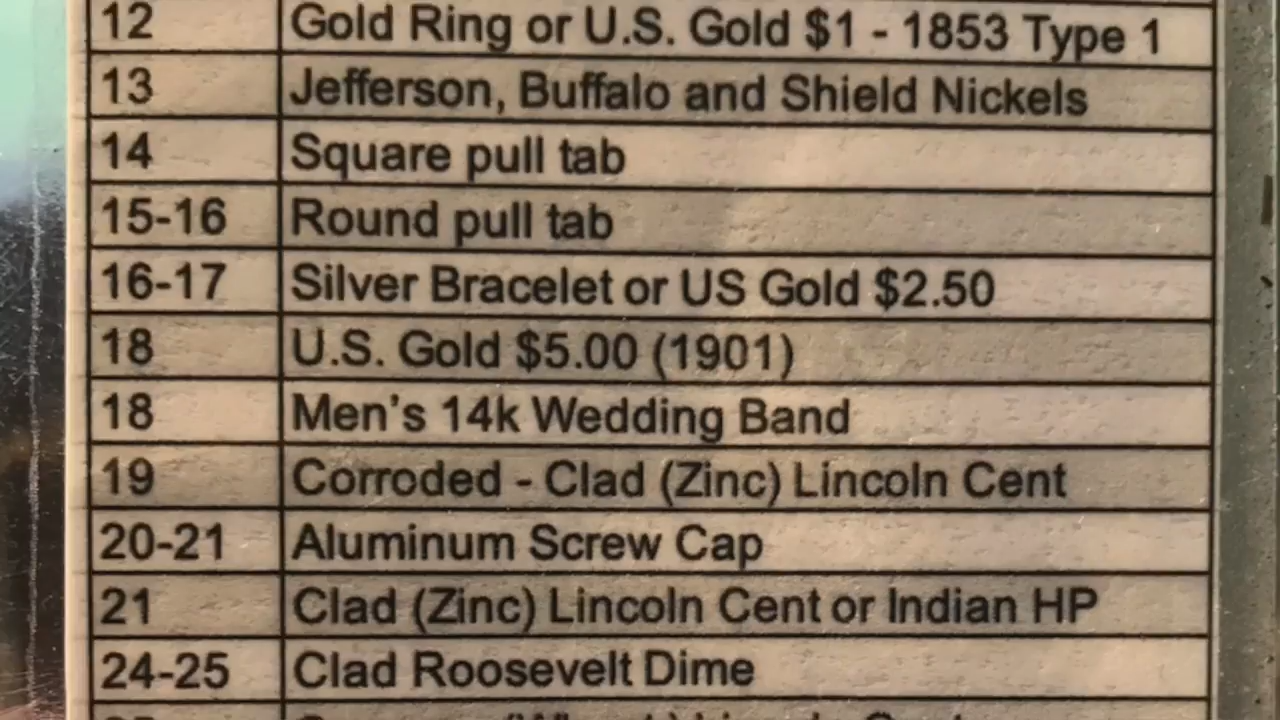 12 Gold Ring or U.S. Gold $1 - 1853 Type 1
13 Jefferson, Buffalo and Shield Nickels
14 Square pull tab
15-16 Round pull tab
16-17 Silver Bracelet or US Gold $2.50
18 U.S. Gold $5.00 (1901)
18 Men's 14k Wedding Band
19 Corroded - Clad (Zinc) Lincoln Cent
20-21 Aluminum Screw Cap
21 Clad (Zinc) Lincoln Cent or Indian HP
24-25 Clad Roosevelt Dime